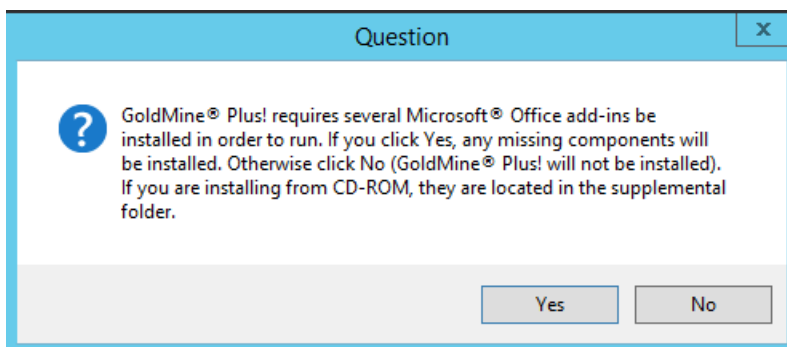 Question
x
GoldMine® Plus! requires several Microsoft® Office add-ins be
installed in order to run. If you click Yes, any missing components will
be installed. Otherwise click No (GoldMine® Plus! will not be installed).
If you are installing from CD-ROM, they are located in the supplemental
folder.
Yes
No